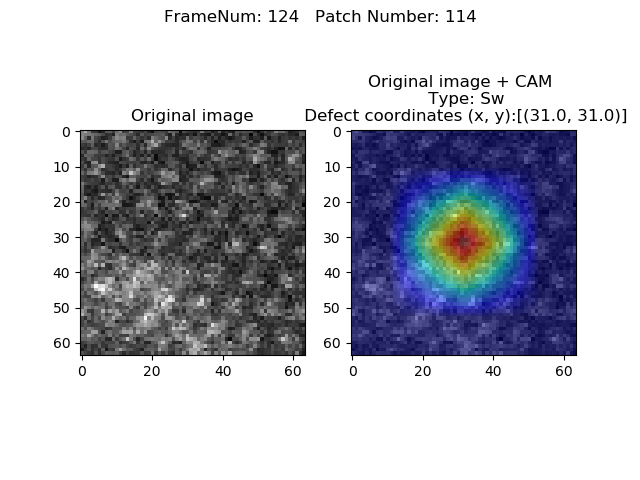 FrameNum: 124   Patch Number: 114
Original image
Original image + CAM
Type: Sw
Defect coordinates (x, y):[(31.0, 31.0)]
0
10
20
30
40
50
60
0 20 40 60
0
10
20
30
40
50
60
0 20 40 60